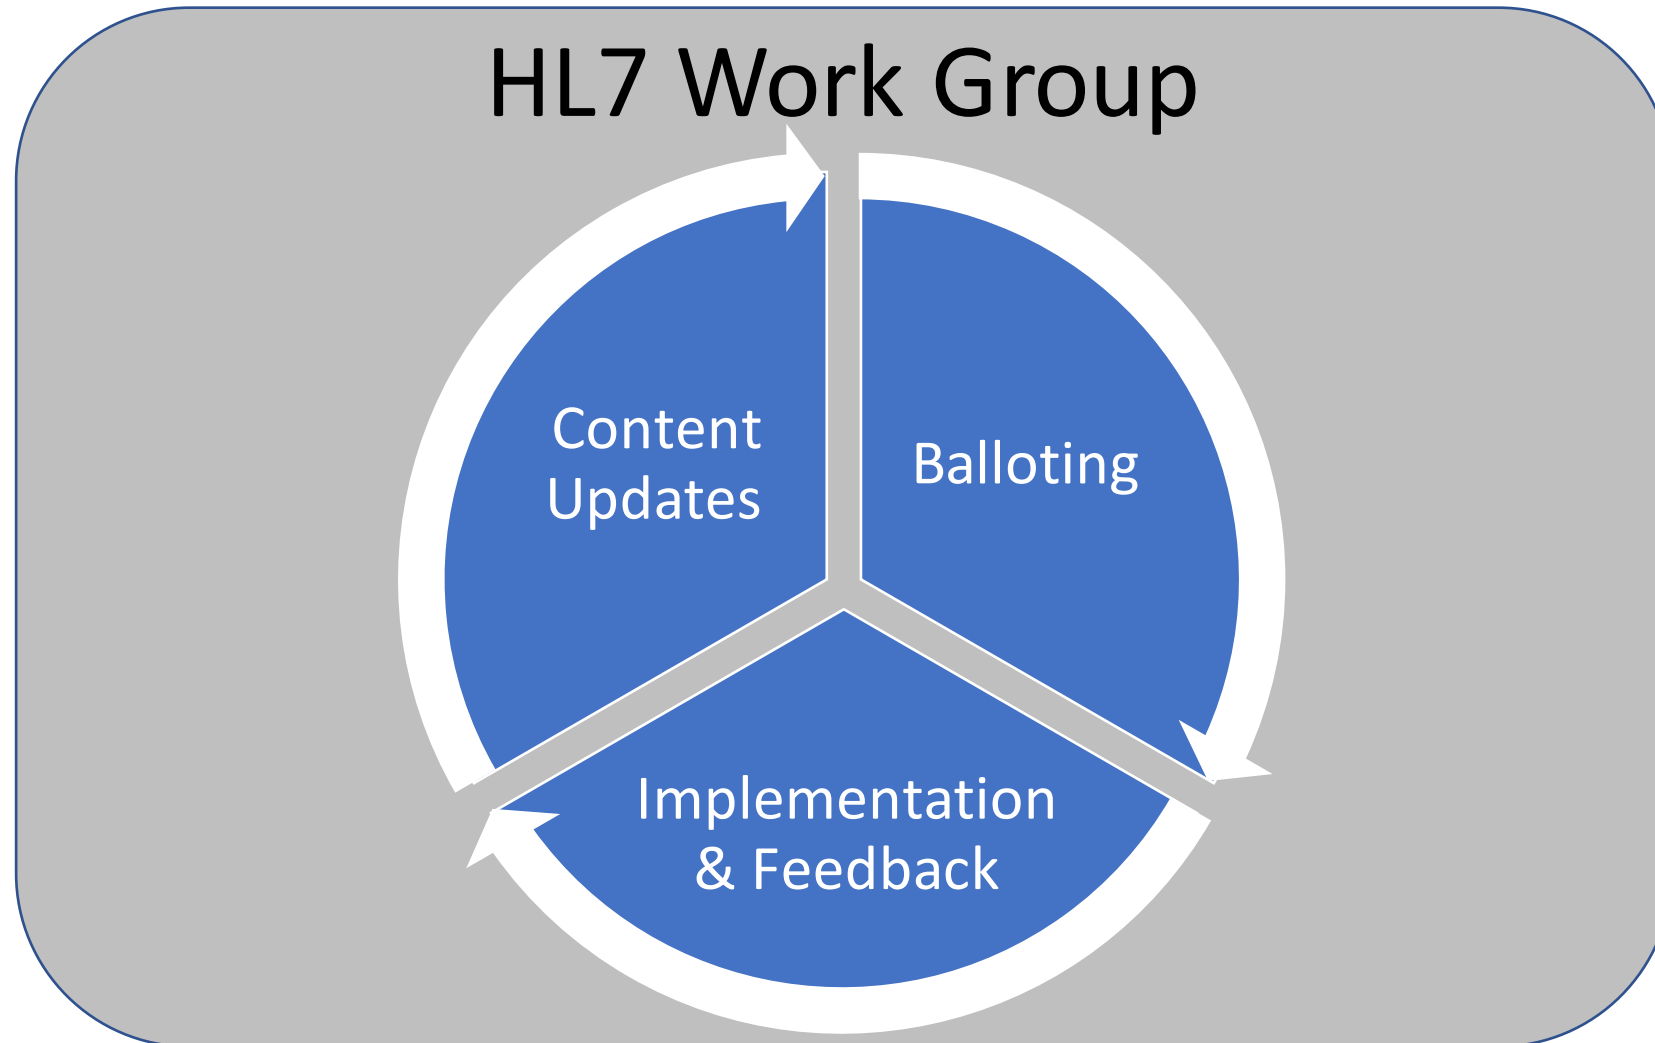 HL7 Work Group
Content
Updates
Balloting
Implementation
& Feedback